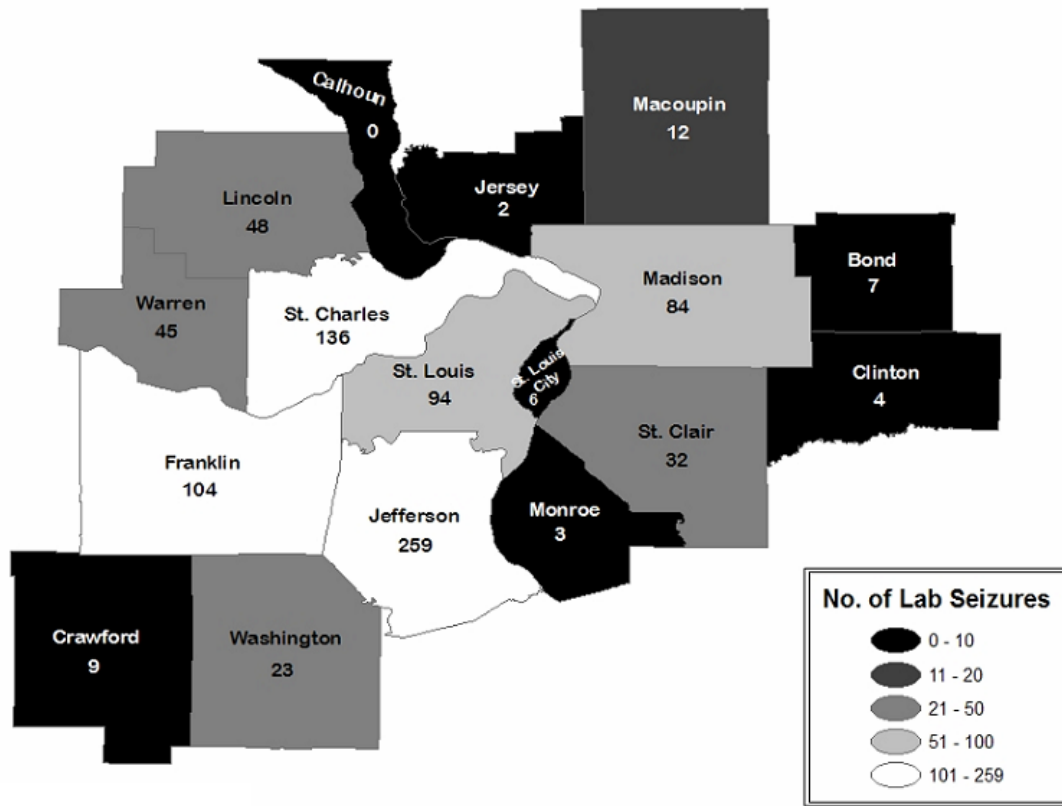 Calhoun
0
Macoupin
12
Jersey
2
Lincoln
48
Bond
7
Madison
84
Warren
45
St. Charles
136
St. Louis
94
St. Louis
City
6
Clinton
4
St. Clair
32
Franklin
104
Jefferson
259
Monroe
3
Crawford
9
Washington
23
No. of Lab Seizures
0 - 10
11 - 20
21 - 50
51 - 100
101 - 259